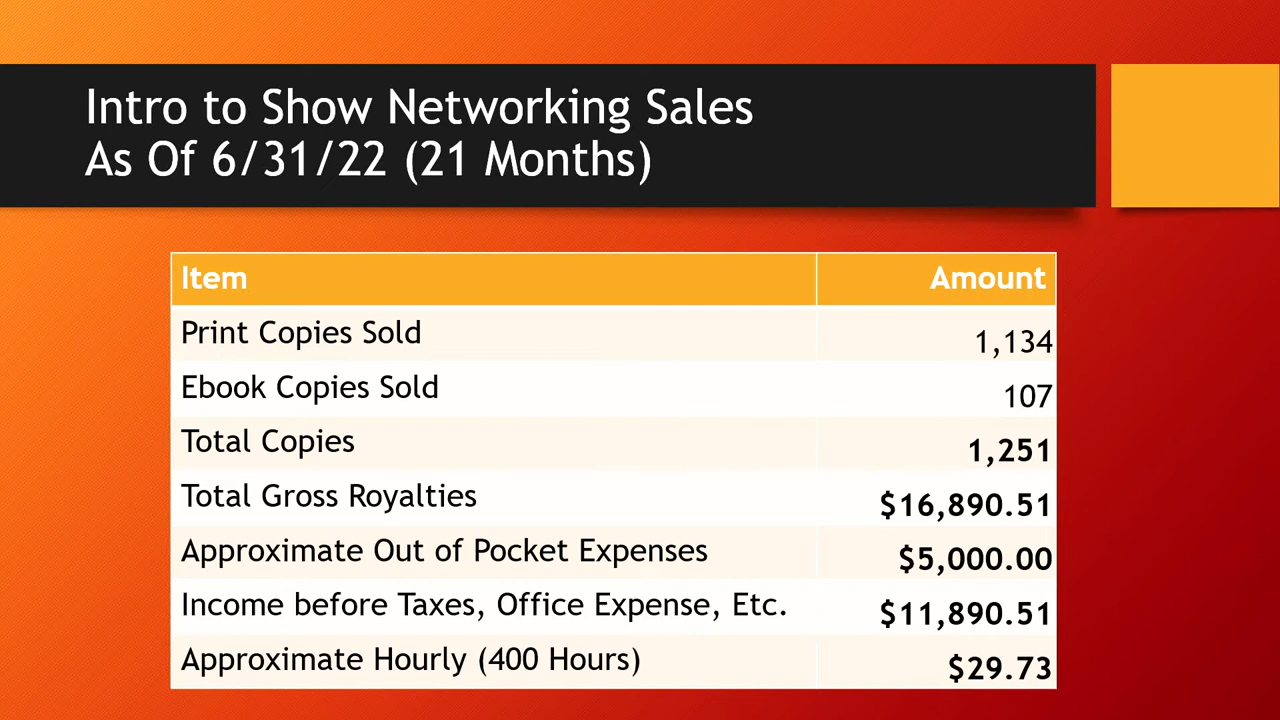 Intro to Show Networking Sales
As Of 6/31/22 (21 Months)
Item Amount
Print Copies Sold 1,134
Ebook Copies Sold 107
Total Copies 1,251
Total Gross Royalties $16,890.51
Approximate Out of Pocket Expenses $5,000.00
Income before Taxes, Office Expense, Etc. $11,890.51
Approximate Hourly (400 Hours) $29.73